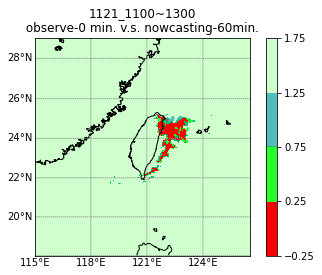 1121_1100~1300
observe-0 min. v.s. nowcasting-60min.
28°N
26°N
24°N
22°N
20°N
115°E
118°E
121°E
124°E
1.75
1.25
0.75
0.25
−0.25